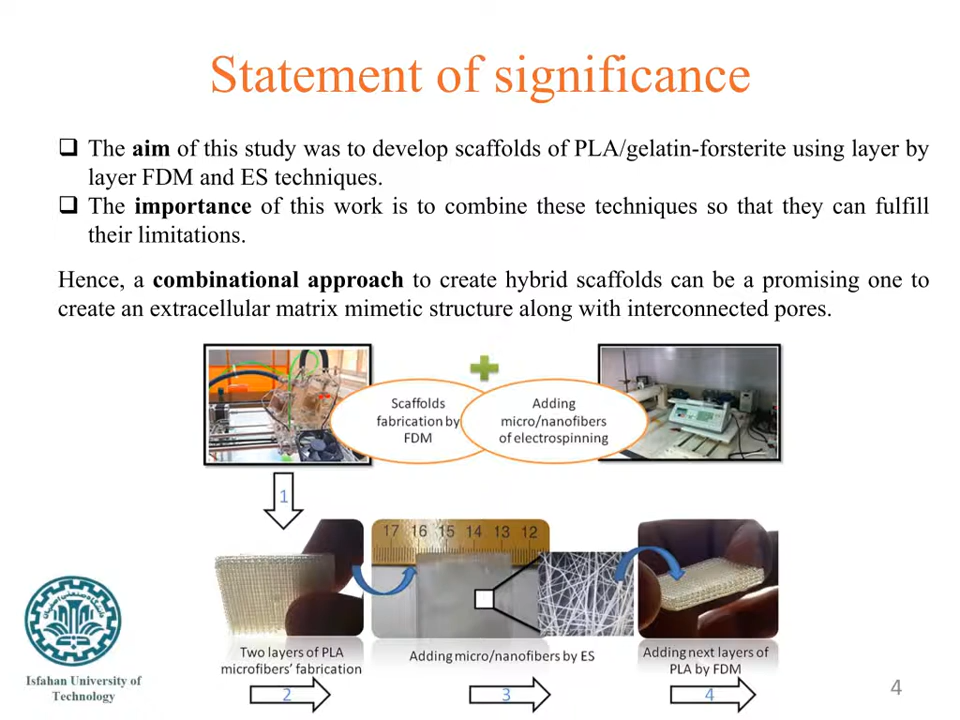 Statement of significance
❑ The aim of this study was to develop scaffolds of PLA/gelatin-forsterite using layer by
layer FDM and ES techniques.
❑ The importance of this work is to combine these techniques so that they can fulfill
their limitations.
Hence, a combinational approach to create hybrid scaffolds can be a promising one to
create an extracellular matrix mimetic structure along with interconnected pores.
Scaffolds
fabrication by
FDM
Adding
micro/nanofibers
of electrospinning
1
17 16 15 14 13 12
Two layers of PLA
microfibers' fabrication
Adding micro/nanofibers by ES
Adding next layers of
PLA by FDM
2
3
4
Isfahan University of
Technology
4